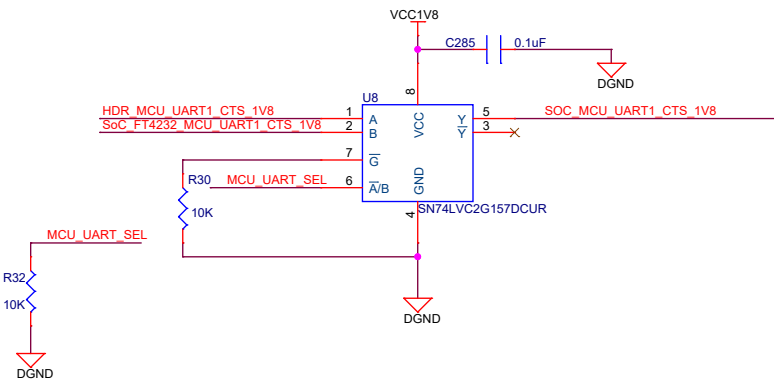 VCC1V8
C285 0.1uF
DGND
U8
8
HDR_MCU_UART1_CTS_1V8 1 A VCC Y 5 SOC_MCU_UART1_CTS_1V8
SoC_FT4232_MCU_UART1_CTS_1V8 2 B Y 3
7 G
R30 MCU_UART_SEL 6 A/B GND
10K
4 SN74LVC2G157DCUR
MCU_UART_SEL
R32
10K
DGND
DGND